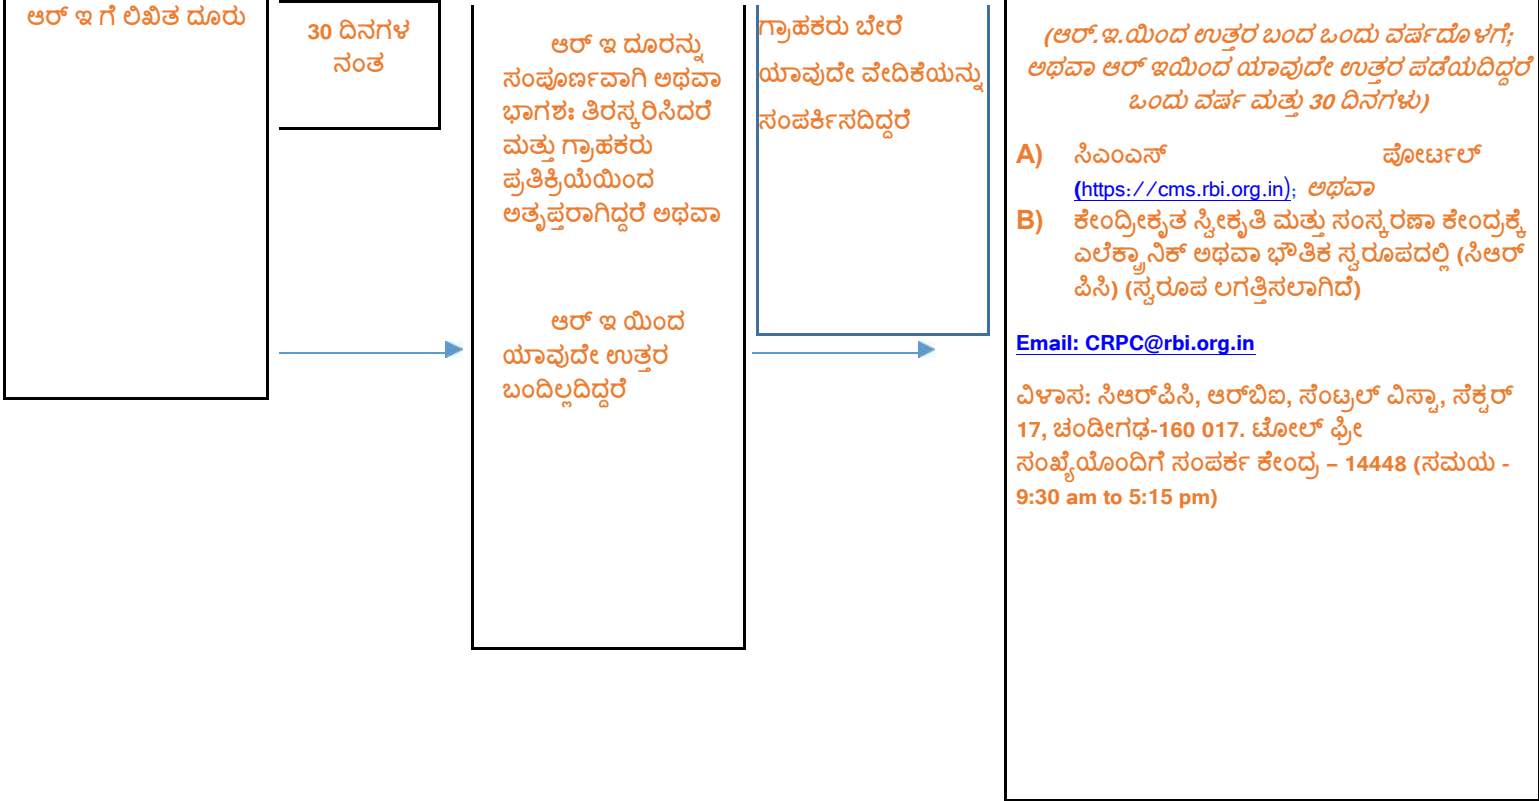 ಆರ್ ಇ ಗೆ ಲಿಖಿತ ದೂರು
30 ದಿನಗಳ
ನಂತ
ಆರ್ ಇ ದೂರನ್ನು
ಸಂಪೂರ್ಣವಾಗಿ ಅಥವಾ
ಭಾಗಶಃ ತಿರಸ್ಕರಿಸಿದರೆ
ಮತ್ತು ಗ್ರಾಹಕರು
ಪ್ರತಿಕ್ರಿಯೆಯಿಂದ
ಅತೃಪ್ತರಾಗಿದ್ದರೆ ಅಥವಾ
ಆರ್ ಇ ಯಿಂದ
ಯಾವುದೇ ಉತ್ತರ
ಬಂದಿಲ್ಲದಿದ್ದರೆ
ಗ್ರಾಹಕರು ಬೇರೆ
ಯಾವುದೇ ವೇದಿಕೆಯನ್ನು
ಸಂಪರ್ಕಿಸದಿದ್ದರೆ
(ಆರ್.ಇ.ಯಿಂದ ಉತ್ತರ ಬಂದ ಒಂದು ವರ್ಷದೊಳಗೆ;
ಅಥವಾ ಆರ್ ಇಯಿಂದ ಯಾವುದೇ ಉತ್ತರ ಪಡೆಯದಿದ್ದರೆ
ಒಂದು ವರ್ಷ ಮತ್ತು 30 ದಿನಗಳು)
A) ಸಿಎಂಎಸ್ ಪೋರ್ಟಲ್
(https://cms.rbi.org.in); ಅಥವಾ
B) ಕೇಂದ್ರೀಕೃತ ಸ್ವೀಕೃತಿ ಮತ್ತು ಸಂಸ್ಕರಣಾ ಕೇಂದ್ರಕ್ಕೆ
ಎಲೆಕ್ಟ್ರಾನಿಕ್ ಅಥವಾ ಭೌತಿಕ ಸ್ವರೂಪದಲ್ಲಿ (ಸಿಆರ್
ಪಿಸಿ) (ಸ್ವರೂಪ ಲಗತ್ತಿಸಲಾಗಿದೆ)
Email: CRPC@rbi.org.in
ವಿಳಾಸ: ಸಿಆರ್‌ಪಿಸಿ, ಆರ್‌ಬಿಐ, ಸೆಂಟ್ರಲ್ ವಿಸ್ಟಾ, ಸೆಕ್ಟರ್
17, ಚಂಡೀಗಢ-160 017. ಟೋಲ್ ಫ್ರೀ
ಸಂಖ್ಯೆಯೊಂದಿಗೆ ಸಂಪರ್ಕ ಕೇಂದ್ರ – 14448 (ಸಮಯ -
9:30 am to 5:15 pm)